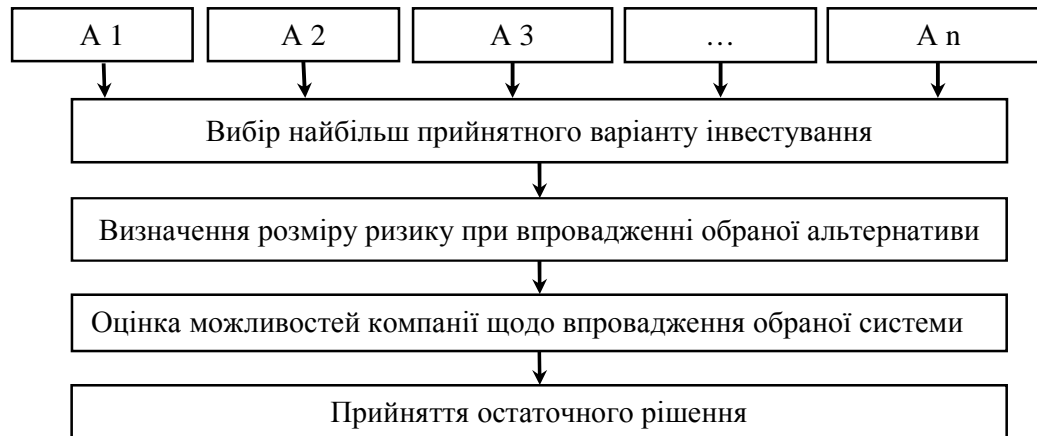 А 1
А 2
А 3
…
А n
Вибір найбільш прийнятного варіанту інвестування
Визначення розміру ризику при впровадженні обраної альтернативи
Оцінка можливостей компанії щодо впровадження обраної системи
Прийняття остаточного рішення